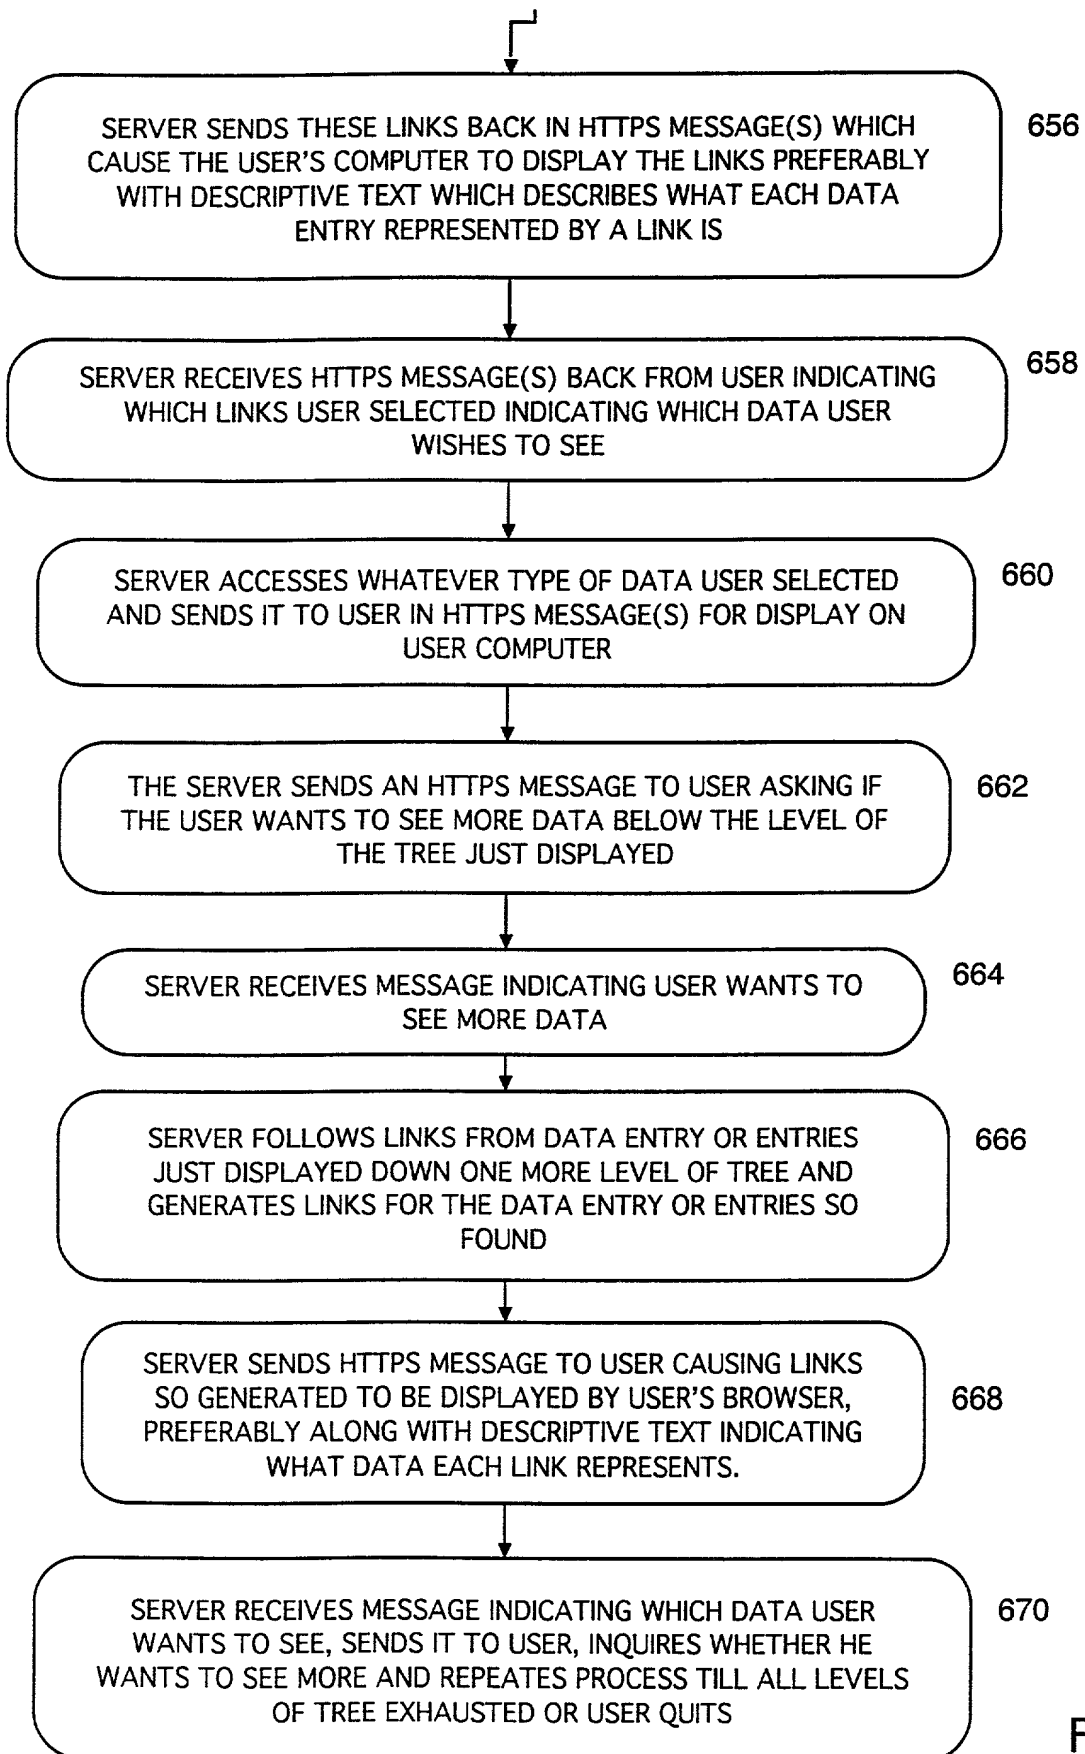 SERVER SENDS THESE LINKS BACK IN HTTPS MESSAGE(S) WHICH
CAUSE THE USER'S COMPUTER TO DISPLAY THE LINKS PREFERABLY
WITH DESCRIPTIVE TEXT WHICH DESCRIBES WHAT EACH DATA
ENTRY REPRESENTED BY A LINK IS
656
SERVER RECEIVES HTTPS MESSAGE(S) BACK FROM USER INDICATING
WHICH LINKS USER SELECTED INDICATING WHICH DATA USER
WISHES TO SEE
658
SERVER ACCESSES WHATEVER TYPE OF DATA USER SELECTED
AND SENDS IT TO USER IN HTTPS MESSAGE(S) FOR DISPLAY ON
USER COMPUTER
660
THE SERVER SENDS AN HTTPS MESSAGE TO USER ASKING IF
THE USER WANTS TO SEE MORE DATA BELOW THE LEVEL OF
THE TREE JUST DISPLAYED
662
SERVER RECEIVES MESSAGE INDICATING USER WANTS TO
SEE MORE DATA
664
SERVER FOLLOWS LINKS FROM DATA ENTRY OR ENTRIES
JUST DISPLAYED DOWN ONE MORE LEVEL OF TREE AND
GENERATES LINKS FOR THE DATA ENTRY OR ENTRIES SO
FOUND
666
SERVER SENDS HTTPS MESSAGE TO USER CAUSING LINKS
SO GENERATED TO BE DISPLAYED BY USER'S BROWSER,
PREFERABLY ALONG WITH DESCRIPTIVE TEXT INDICATING
WHAT DATA EACH LINK REPRESENTS.
668
SERVER RECEIVES MESSAGE INDICATING WHICH DATA USER
WANTS TO SEE, SENDS IT TO USER, INQUIRES WHETHER HE
WANTS TO SEE MORE AND REPEATES PROCESS TILL ALL LEVELS
OF TREE EXHAUSTED OR USER QUITS
670